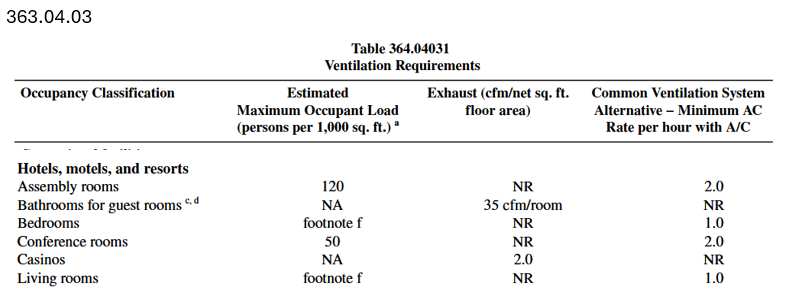 363.04.03
Table 364.04031
Ventilation Requirements
Occupancy Classification Estimated Maximum Occupant Load (persons per 1,000 sq. ft.) a Exhaust (cfm/net sq. ft. floor area) Common Ventilation System Alternative – Minimum AC Rate per hour with A/C
Hotels, motels, and resorts
Assembly rooms 120 NR 2.0
Bathrooms for guest rooms c, d NA 35 cfm/room NR
Bedrooms footnote f NR 1.0
Conference rooms 50 NR 2.0
Casinos NA 2.0 NR
Living rooms footnote f NR 1.0